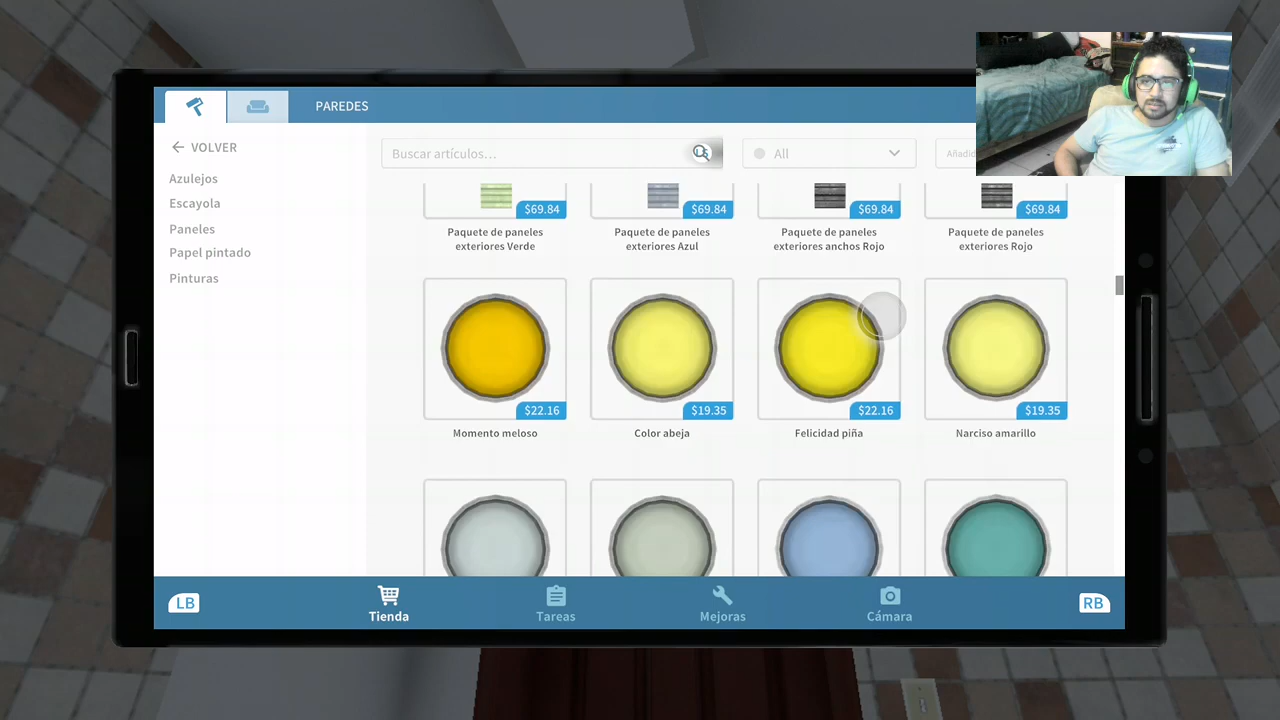 PAREDES
VOLVER
Buscar artículos...
All
Añadid
Azulejos
Escayola
Paneles
Papel pintado
Pinturas
$69.84 $69.84 $69.84 $69.84
Paquete de paneles exteriores Verde
Paquete de paneles exteriores Azul
Paquete de paneles exteriores anchos Rojo
Paquete de paneles exteriores Rojo
$22.16 $19.35 $22.16 $19.35
Momento meloso Color abeja Felicidad piña Narciso amarillo
LB
Tienda Tareas Mejoras Cámara
RB